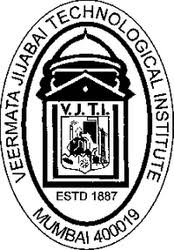 VEERMATA JIJABAI TECHNOLOGICAL INSTITUTE
V.J.T.I.
ESTD 1887
MUMBAI 400019